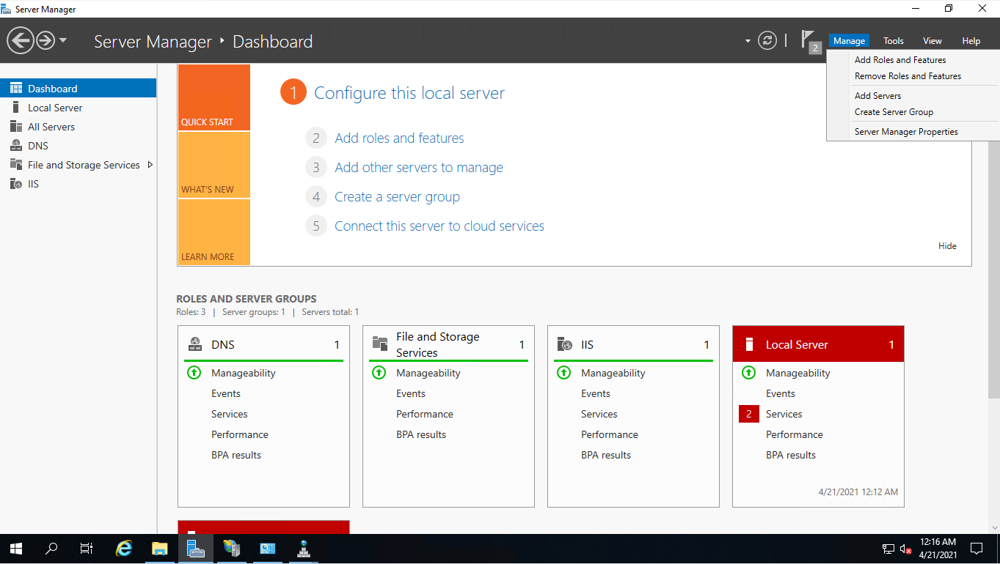 Server Manager
Server Manager ‣ Dashboard
2
Manage
Tools
View
Help
Add Roles and Features
Remove Roles and Features
Add Servers
Create Server Group
Server Manager Properties
Dashboard
Local Server
All Servers
DNS
File and Storage Services
IIS
QUICK START
WHAT'S NEW
LEARN MORE
1 Configure this local server
2 Add roles and features
3 Add other servers to manage
4 Create a server group
5 Connect this server to cloud services
Hide
ROLES AND SERVER GROUPS
Roles: 3 | Server groups: 1 | Servers total: 1
DNS 1
Manageability
Events
Services
Performance
BPA results
File and Storage
Services
1
Manageability
Events
Performance
BPA results
IIS 1
Manageability
Events
Services
Performance
BPA results
Local Server 1
Manageability
Events
2 Services
Performance
BPA results
4/21/2021 12:12 AM
12:16 AM
4/21/2021